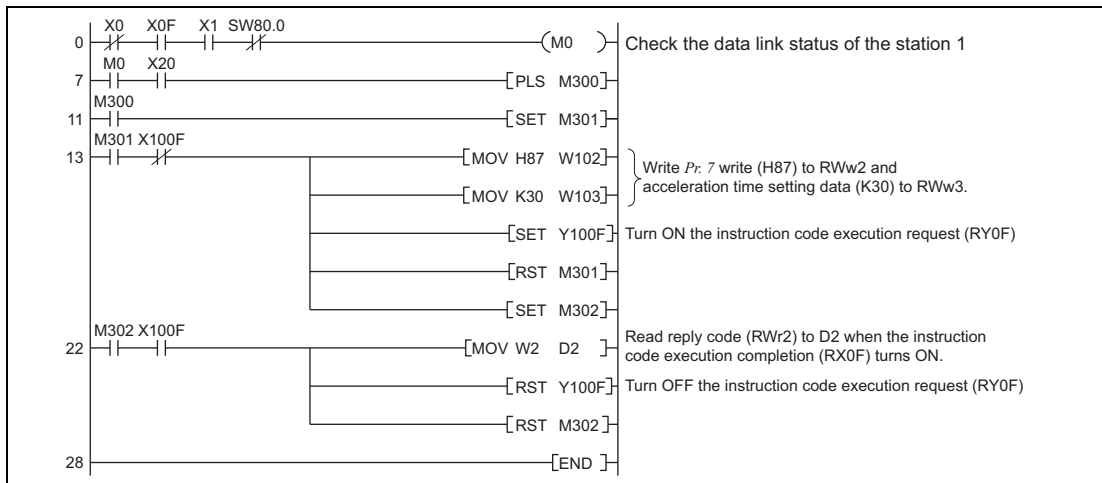 X0 X0F X1 SW80.0
0 (M0 ) Check the data link status of the station 1
M0 X20
7 [PLS M300]
M300
11 [SET M301]
M301 X100F
13 [MOV H87 W102]
Write Pr. 7 write (H87) to RWw2 and
acceleration time setting data (K30) to RWw3.
[MOV K30 W103]
[SET Y100F] Turn ON the instruction code execution request (RY0F)
[RST M301]
[SET M302]
M302 X100F
22 [MOV W2 D2 ] Read reply code (RWr2) to D2 when the instruction
code execution completion (RX0F) turns ON.
[RST Y100F] Turn OFF the instruction code execution request (RY0F)
[RST M302]
28 [END ]